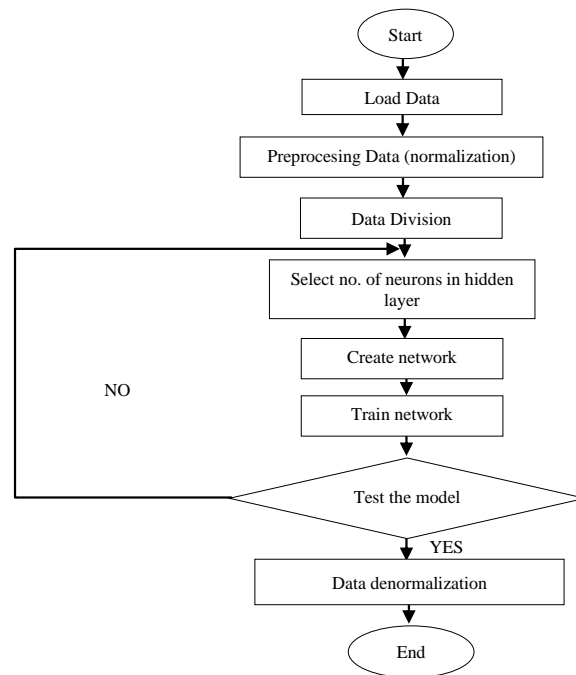 Start
Load Data
Preprocesing Data (normalization)
Data Division
Select no. of neurons in hidden
layer
Create network
NO
Train network
Test the model
YES
Data denormalization
End